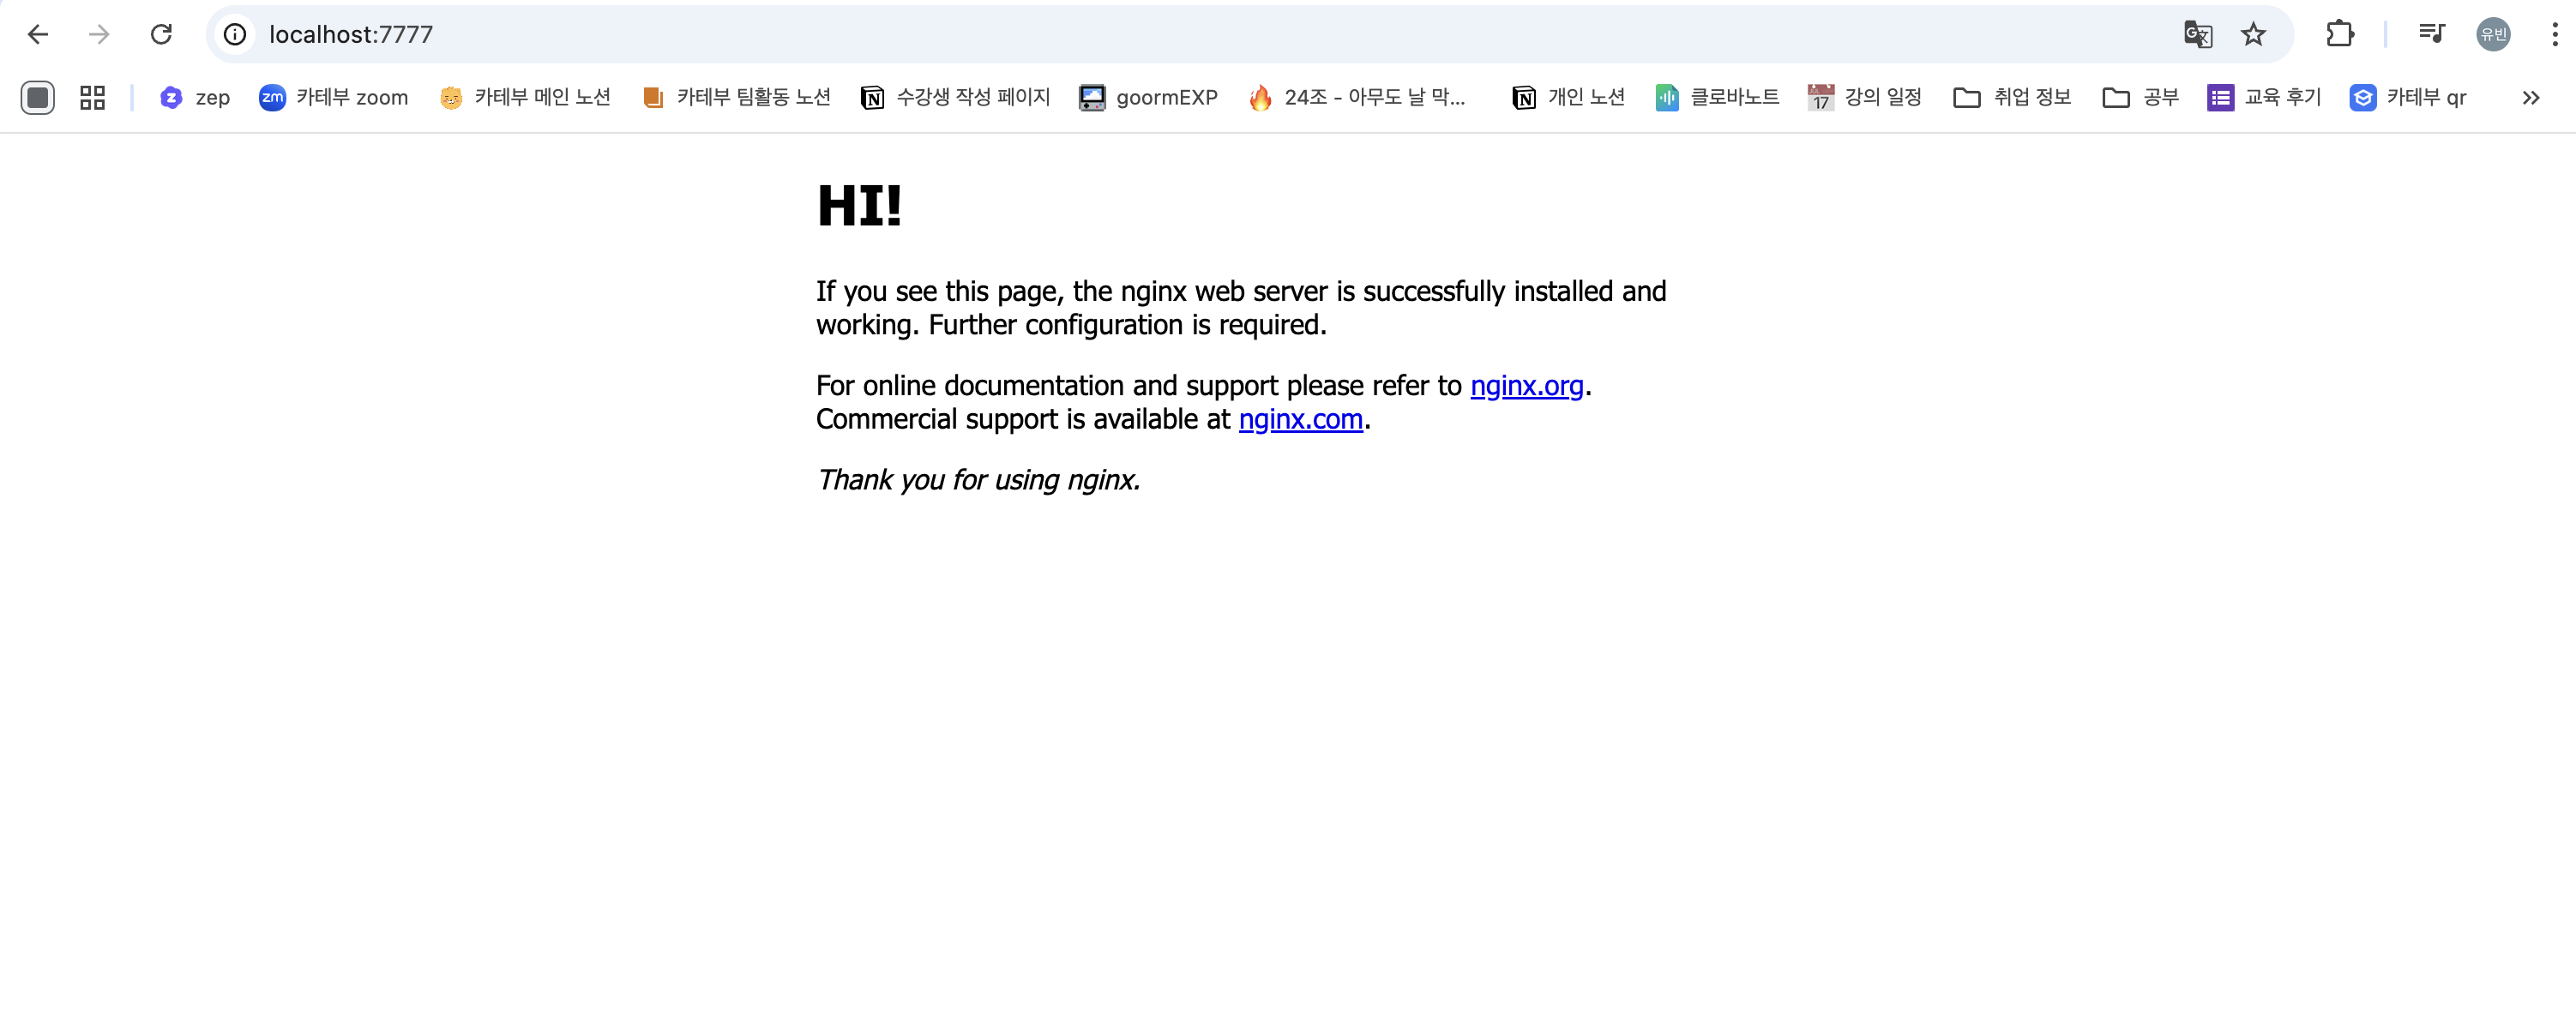 localhost:7777
유빈
zep
zm 카테부 zoom
카테부 메인 노션
카테부 팀활동 노션
수강생 작성 페이지
goormEXP
24조 - 아무도 날 막...
개인 노션
클로바노트
17 강의 일정
취업 정보
공부
교육 후기
카테부 qr
HI!
If you see this page, the nginx web server is successfully installed and
working. Further configuration is required.
For online documentation and support please refer to nginx.org.
Commercial support is available at nginx.com.
Thank you for using nginx.